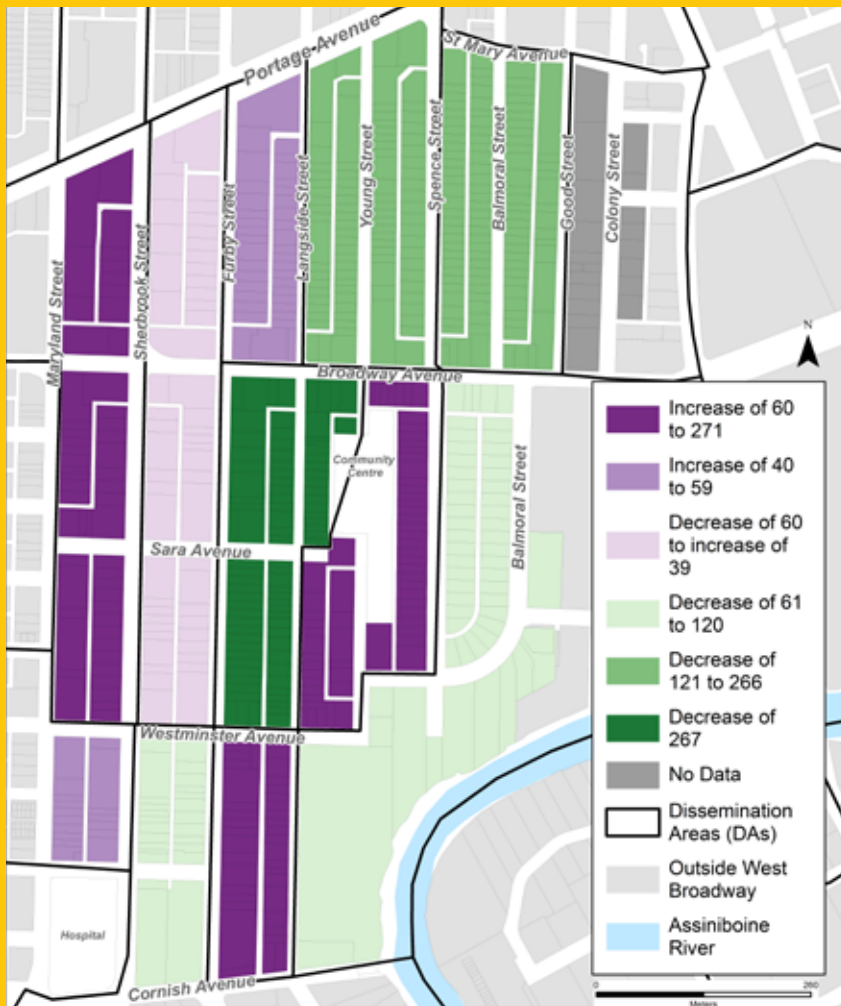 Portage Avenue
St Mary Avenue
Maryland Street
Sherbrook Street
Furby Street
Langside Street
Young Street
Spence Street
Balmoral Street
Good Street
Colony Street
N
Broadway Avenue
Community
Centre
Balmoral Street
Sara Avenue
Westminster Avenue
Hospital
Cornish Avenue
Increase of 60
to 271
Increase of 40
to 59
Decrease of 60
to increase of
39
Decrease of 61
to 120
Decrease of
121 to 266
Decrease of
267
No Data
Dissemination
Areas (DAs)
Outside West
Broadway
Assiniboine
River
0 260
Meters